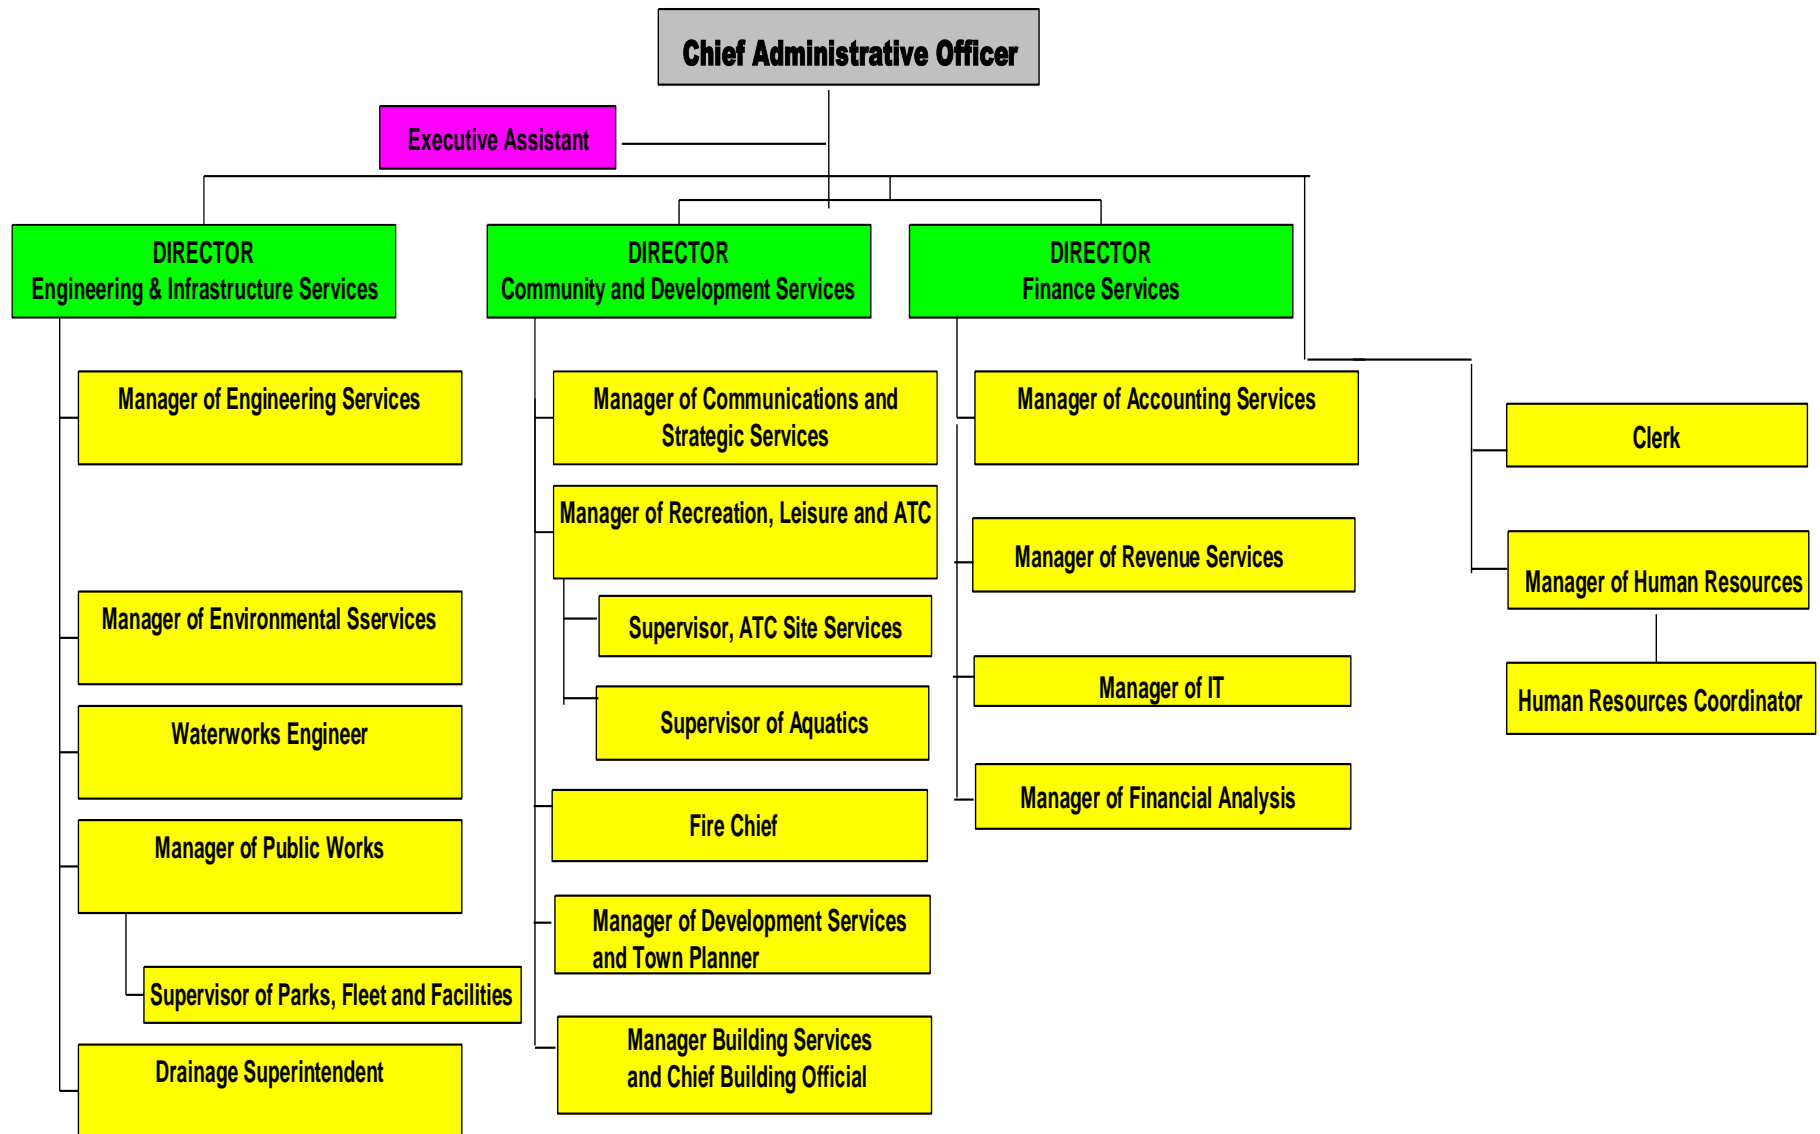 Chief Administrative Officer
Executive Assistant
DIRECTOR
Engineering & Infrastructure Services
DIRECTOR
Community and Development Services
DIRECTOR
Finance Services
Manager of Engineering Services
Manager of Environmental Sservices
Waterworks Engineer
Manager of Public Works
Supervisor of Parks, Fleet and Facilities
Drainage Superintendent
Manager of Communications and
Strategic Services
Manager of Recreation, Leisure and ATC
Supervisor, ATC Site Services
Supervisor of Aquatics
Fire Chief
Manager of Development Services
and Town Planner
Manager Building Services
and Chief Building Official
Manager of Accounting Services
Manager of Revenue Services
Manager of IT
Manager of Financial Analysis
Clerk
Manager of Human Resources
Human Resources Coordinator